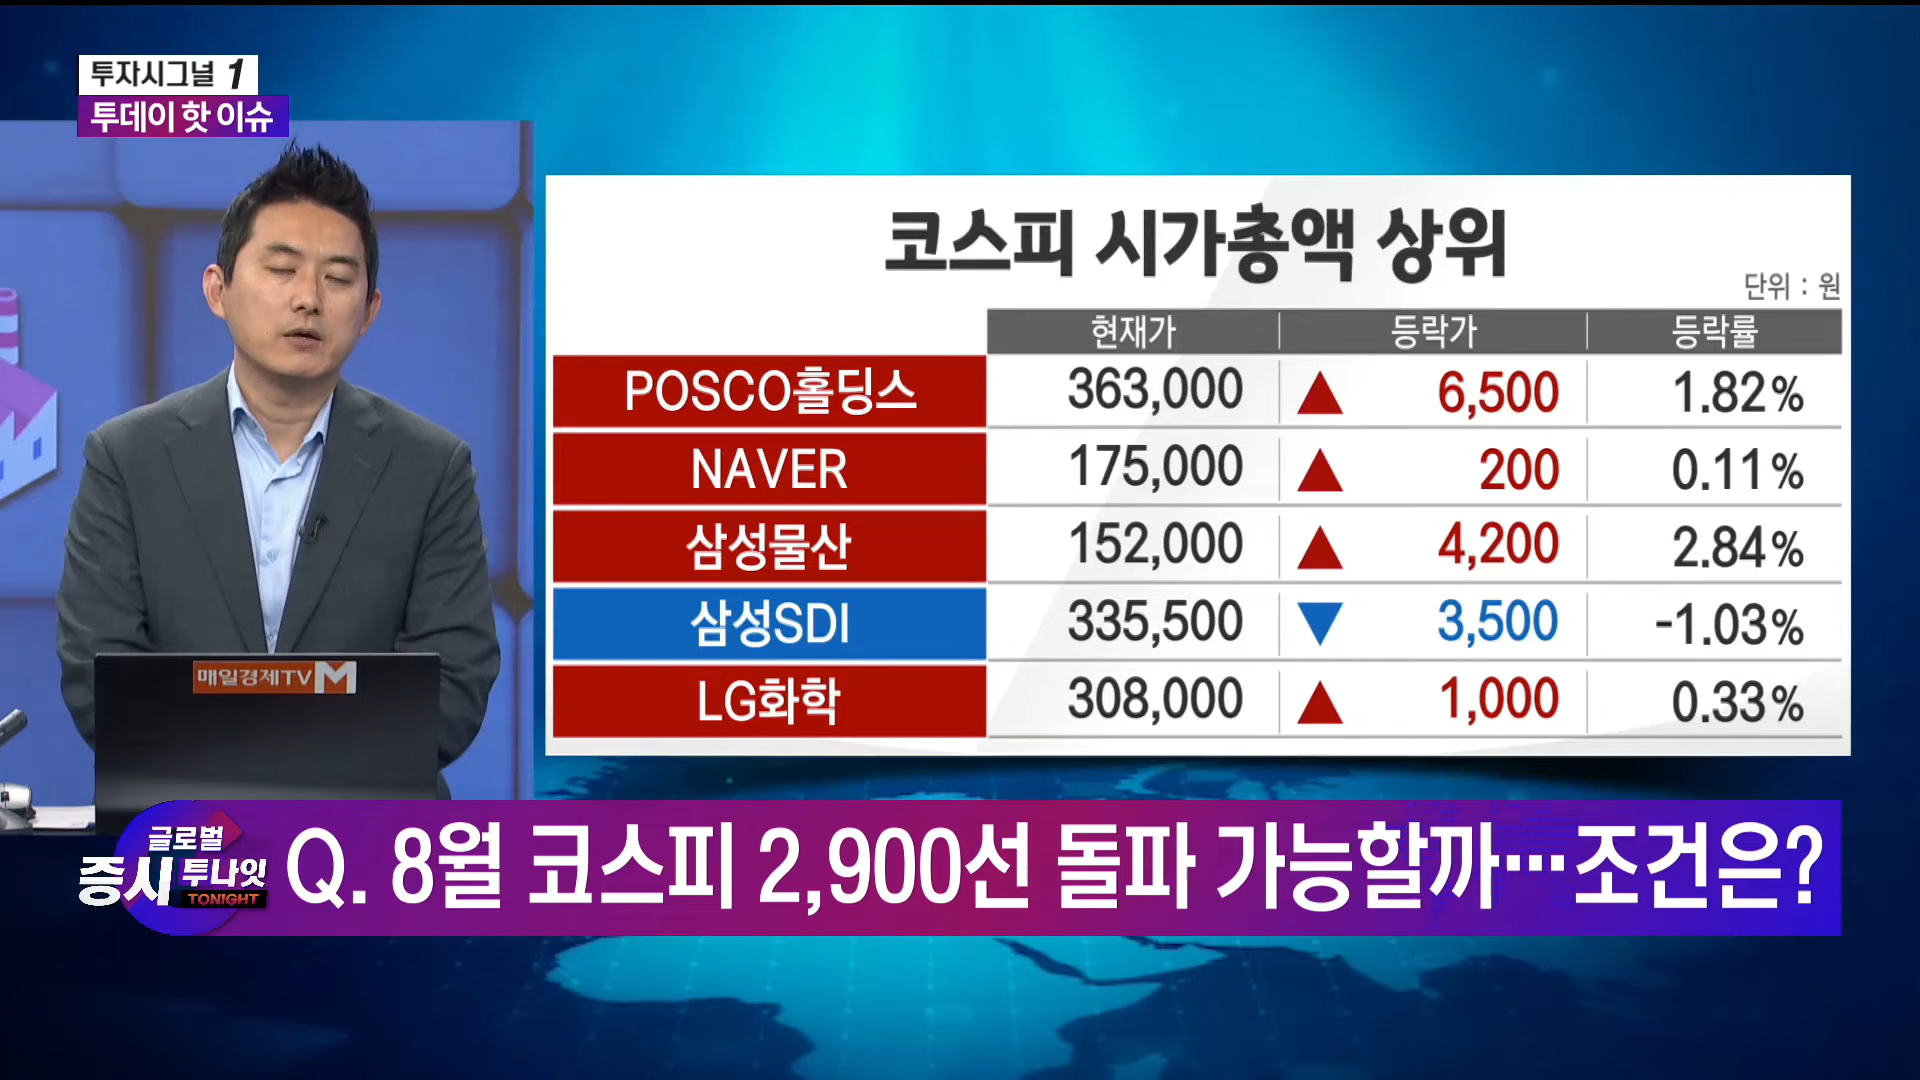 투자시그널 1
투데이 핫 이슈
코스피 시가총액 상위
단위 : 원
현재가 등락가 등락률
POSCO홀딩스 363,000 ▲ 6,500 1.82%
NAVER 175,000 ▲ 200 0.11%
삼성물산 152,000 ▲ 4,200 2.84%
삼성SDI 335,500 ▼ 3,500 -1.03%
LG화학 308,000 ▲ 1,000 0.33%
매일경제TV M
글로벌
증시 투나잇
TONIGHT
Q. 8월 코스피 2,900선 돌파 가능할까…조건은?